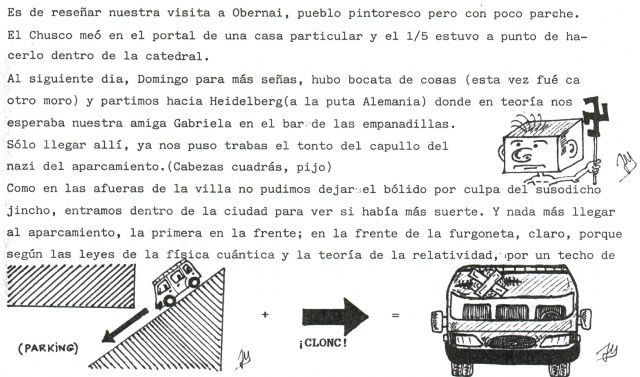 Es de reseñar nuestra visita a Obernai, pueblo pintoresco pero con poco parche.
El Chusco meó en el portal de una casa particular y el 1/5 estuvo a punto de ha-
cerlo dentro de la catedral.
Al siguiente dia, Domingo para más señas, hubo bocata de cosas (esta vez fué ca
otro moro) y partimos hacia Heidelberg(a la puta Alemania) donde en teoría nos
esperaba nuestra amiga Gabriela en el bar de las empanadillas.
Sólo llegar allí, ya nos puso trabas el tonto del capullo del
nazi del aparcamiento.(Cabezas cuadrás, pijo)
Como en las afueras de la villa no pudimos dejar el bólido por culpa del susodicho
jincho, entramos dentro de la ciudad para ver si había más suerte. Y nada más llegar
al aparcamiento, la primera en la frente; en la frente de la furgoneta, claro, porque
según las leyes de la física cuántica y la teoría de la relatividad, por un techo de
(PARKING)
+
¡CLONC!
=